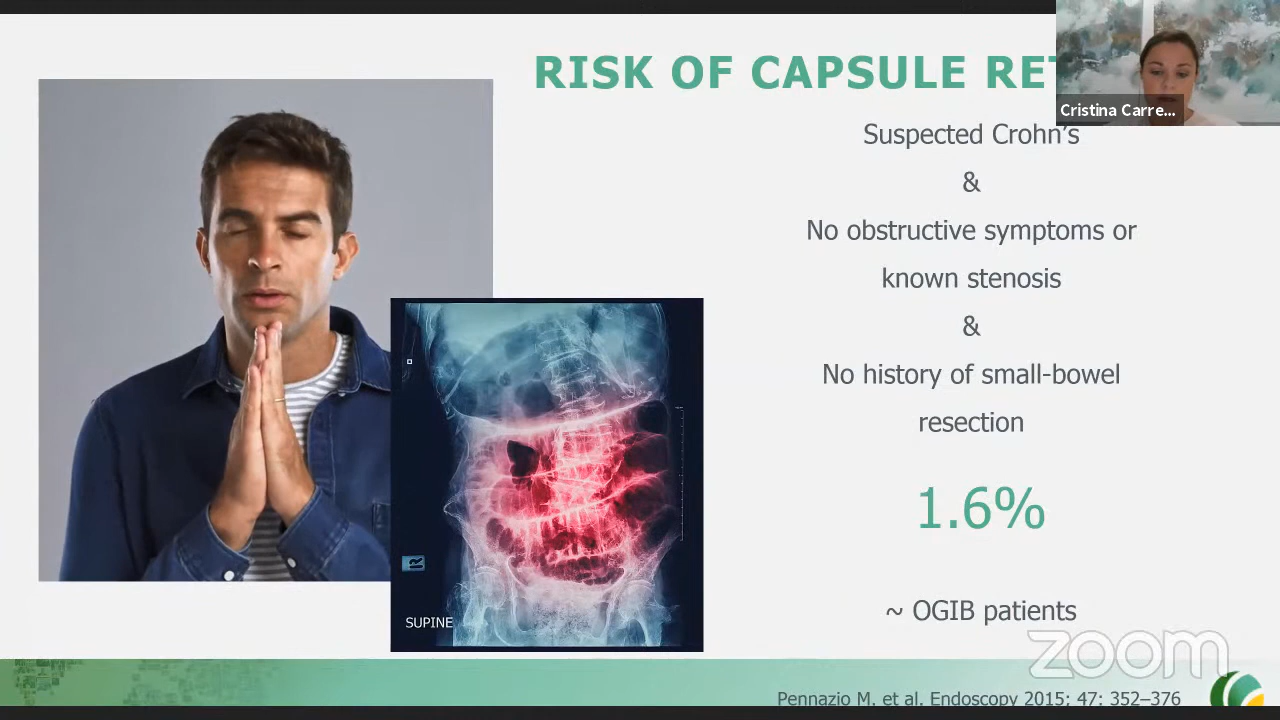 RISK OF CAPSULE RET
Cristina Carre...
Suspected Crohn's
&
No obstructive symptoms or
known stenosis
&
No history of small-bowel
resection
1.6%
~ OGIB patients
SUPINE
zoom
Pennazio M. et al. Endoscopy 2015; 47: 352–376